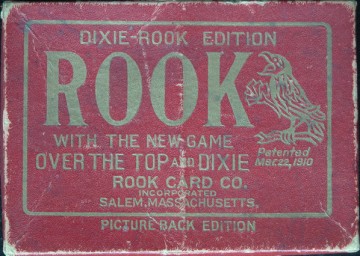 DIXIE-ROOK EDITION
ROOK
WITH THE NEW GAME
OVER THE TOP AND DIXIE
Patented
Mar. 22, 1910
ROOK CARD CO.
INCORPORATED
SALEM, MASSACHUSETTS.
PICTURE BACK EDITION